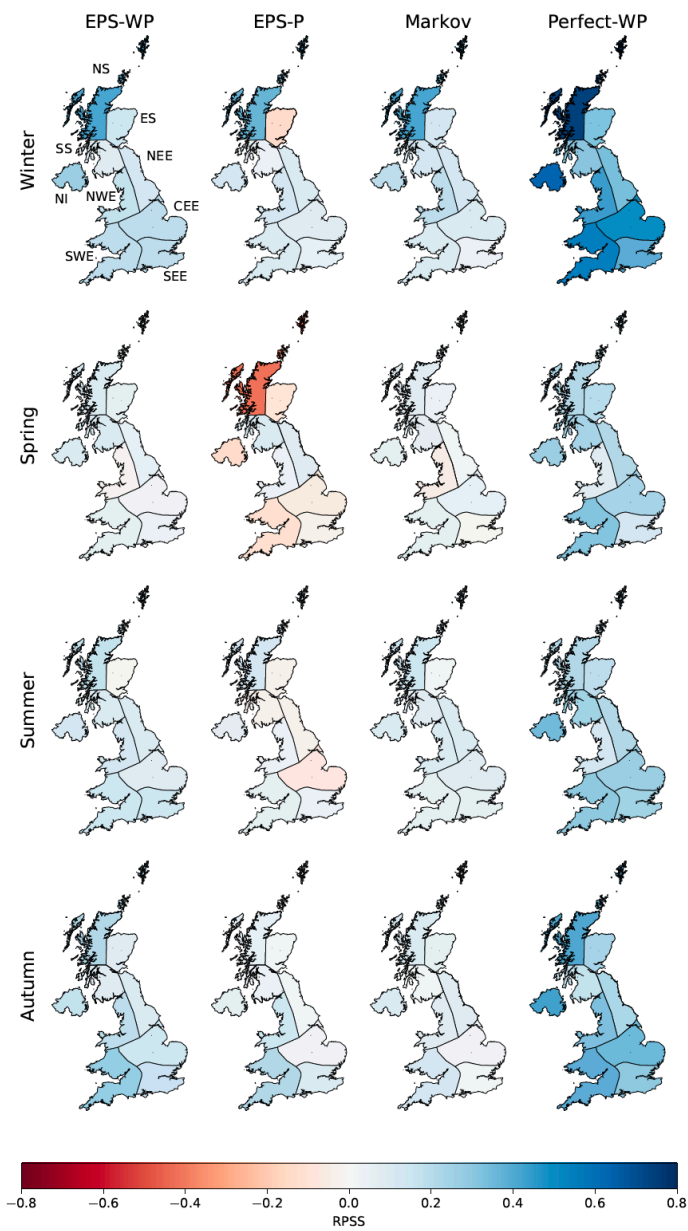 EPS-WP EPS-P Markov Perfect-WP
Winter
NS
ES
SS
NEE
NI
NWE
CEE
SWE
SEE
Spring
Summer
Autumn
−0.8 −0.6 −0.4 −0.2 0.0 0.2 0.4 0.6 0.8
RPSS